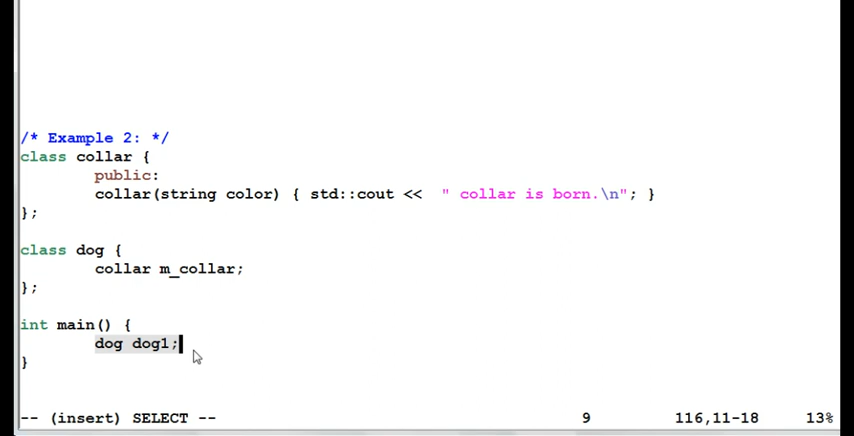 /* Example 2: */
class collar {
        public:
        collar(string color) { std::cout <<  " collar is born.\n"; }
};

class dog {
        collar m_collar;
};

int main() {
        dog dog1;
}

-- (insert) SELECT --                                        9         116,11-18     13%